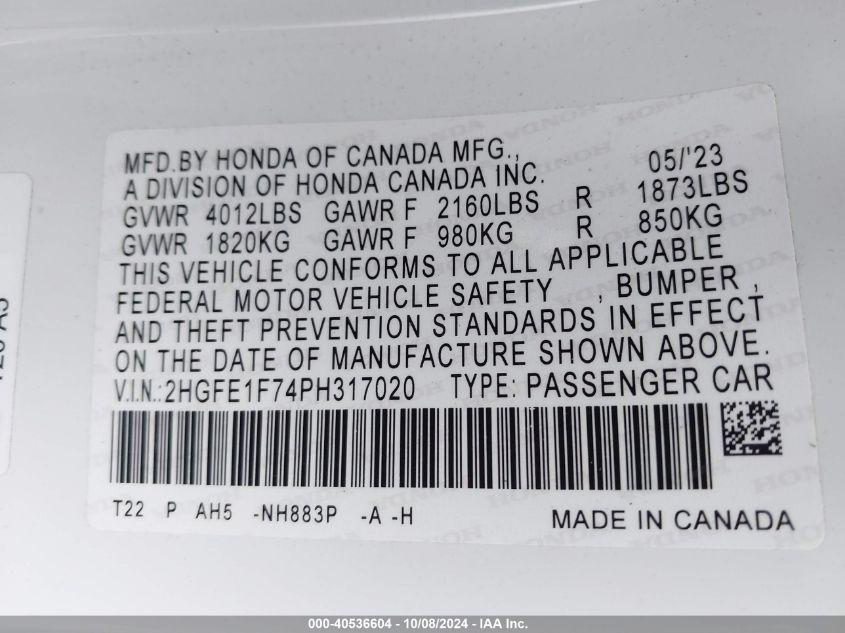 MFD.BY HONDA OF CANADA MFG., 05/'23
A DIVISION OF HONDA CANADA INC.
GVWR 4012LBS GAWR F 2160LBS R 1873LBS
GVWR 1820KG GAWR F 980KG R 850KG
THIS VEHICLE CONFORMS TO ALL APPLICABLE
FEDERAL MOTOR VEHICLE SAFETY , BUMPER ,
AND THEFT PREVENTION STANDARDS IN EFFECT
ON THE DATE OF MANUFACTURE SHOWN ABOVE.
V.I.N.:2HGFE1F74PH317020 TYPE: PASSENGER CAR
T22 P AH5 -NH883P -A -H MADE IN CANADA
000-40536604 - 10/08/2024 - IAA Inc.